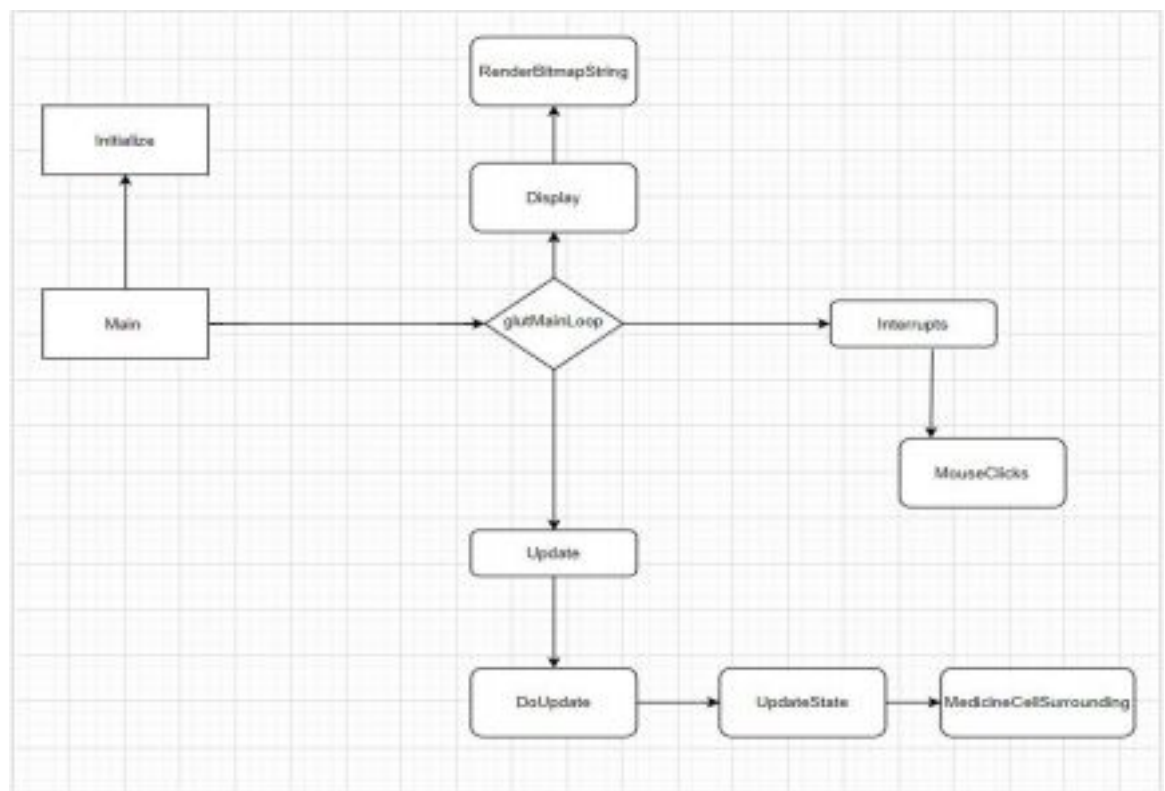 RenderBitmapString
Initialize
Display
Main
glutMainLoop
Interrupts
MouseClicks
Update
DoUpdate
UpdateState
MedicineCellSurrounding